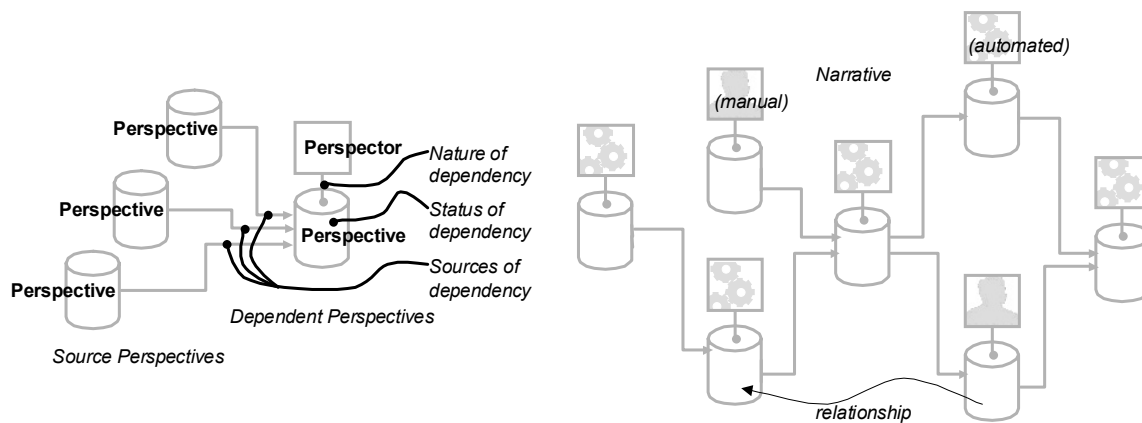 Perspective
Perspector
Nature of
dependency
Perspective
Status of
dependency
Perspective
Sources of
dependency
Perspective
Dependent Perspectives
Source Perspectives
(automated)
Narrative
(manual)
relationship